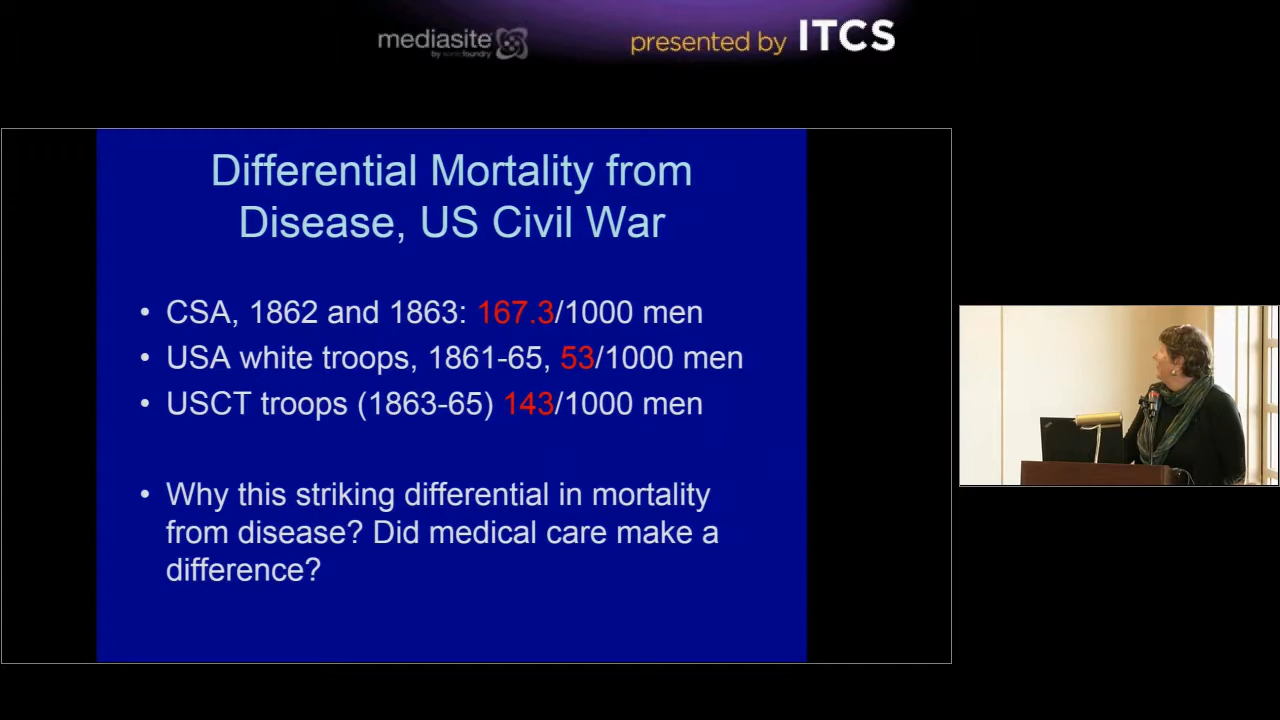 mediasite
by sonicfoundry
presented by ITCS
Differential Mortality from
Disease, US Civil War
• CSA, 1862 and 1863: 167.3/1000 men
• USA white troops, 1861-65, 53/1000 men
• USCT troops (1863-65) 143/1000 men
• Why this striking differential in mortality
from disease? Did medical care make a
difference?